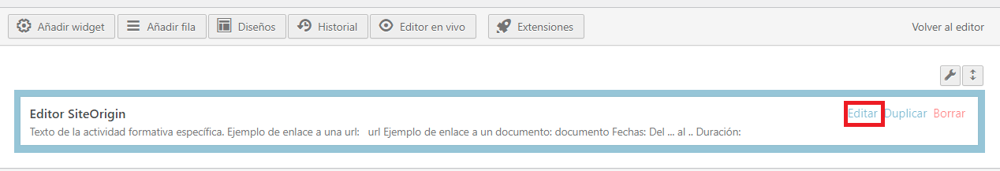 Añadir widget Añadir fila Diseños Historial Editor en vivo Extensiones Volver al editor
Editor SiteOrigin Editar Duplicar Borrar
Texto de la actividad formativa específica. Ejemplo de enlace a una url: url Ejemplo de enlace a un documento: documento Fechas: Del ... al .. Duración: